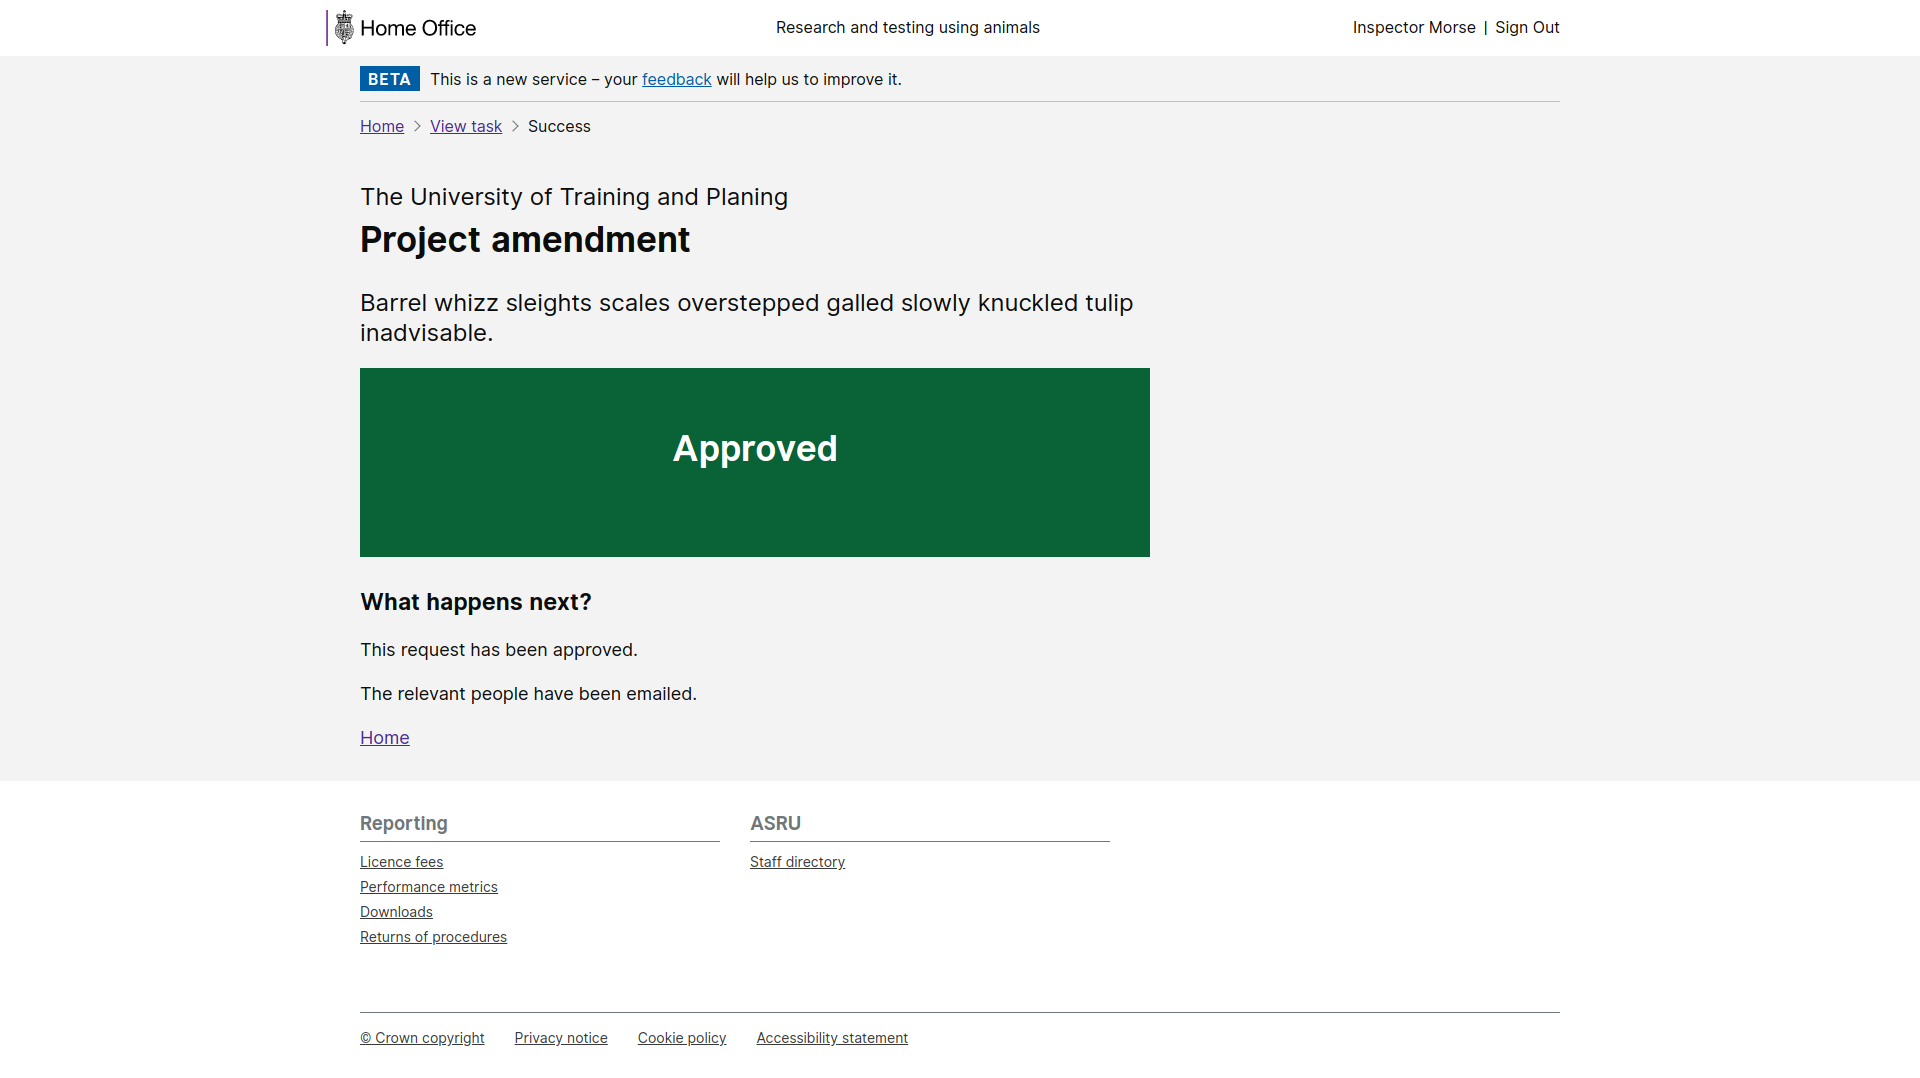 Home Office
Research and testing using animals
Inspector Morse | Sign Out
BETA This is a new service – your feedback will help us to improve it.
Home > View task > Success
The University of Training and Planing
Project amendment
Barrel whizz sleights scales overstepped galled slowly knuckled tulip
inadvisable.
Approved
What happens next?
This request has been approved.
The relevant people have been emailed.
Home
Reporting
Licence fees
Performance metrics
Downloads
Returns of procedures
ASRU
Staff directory
© Crown copyright Privacy notice Cookie policy Accessibility statement